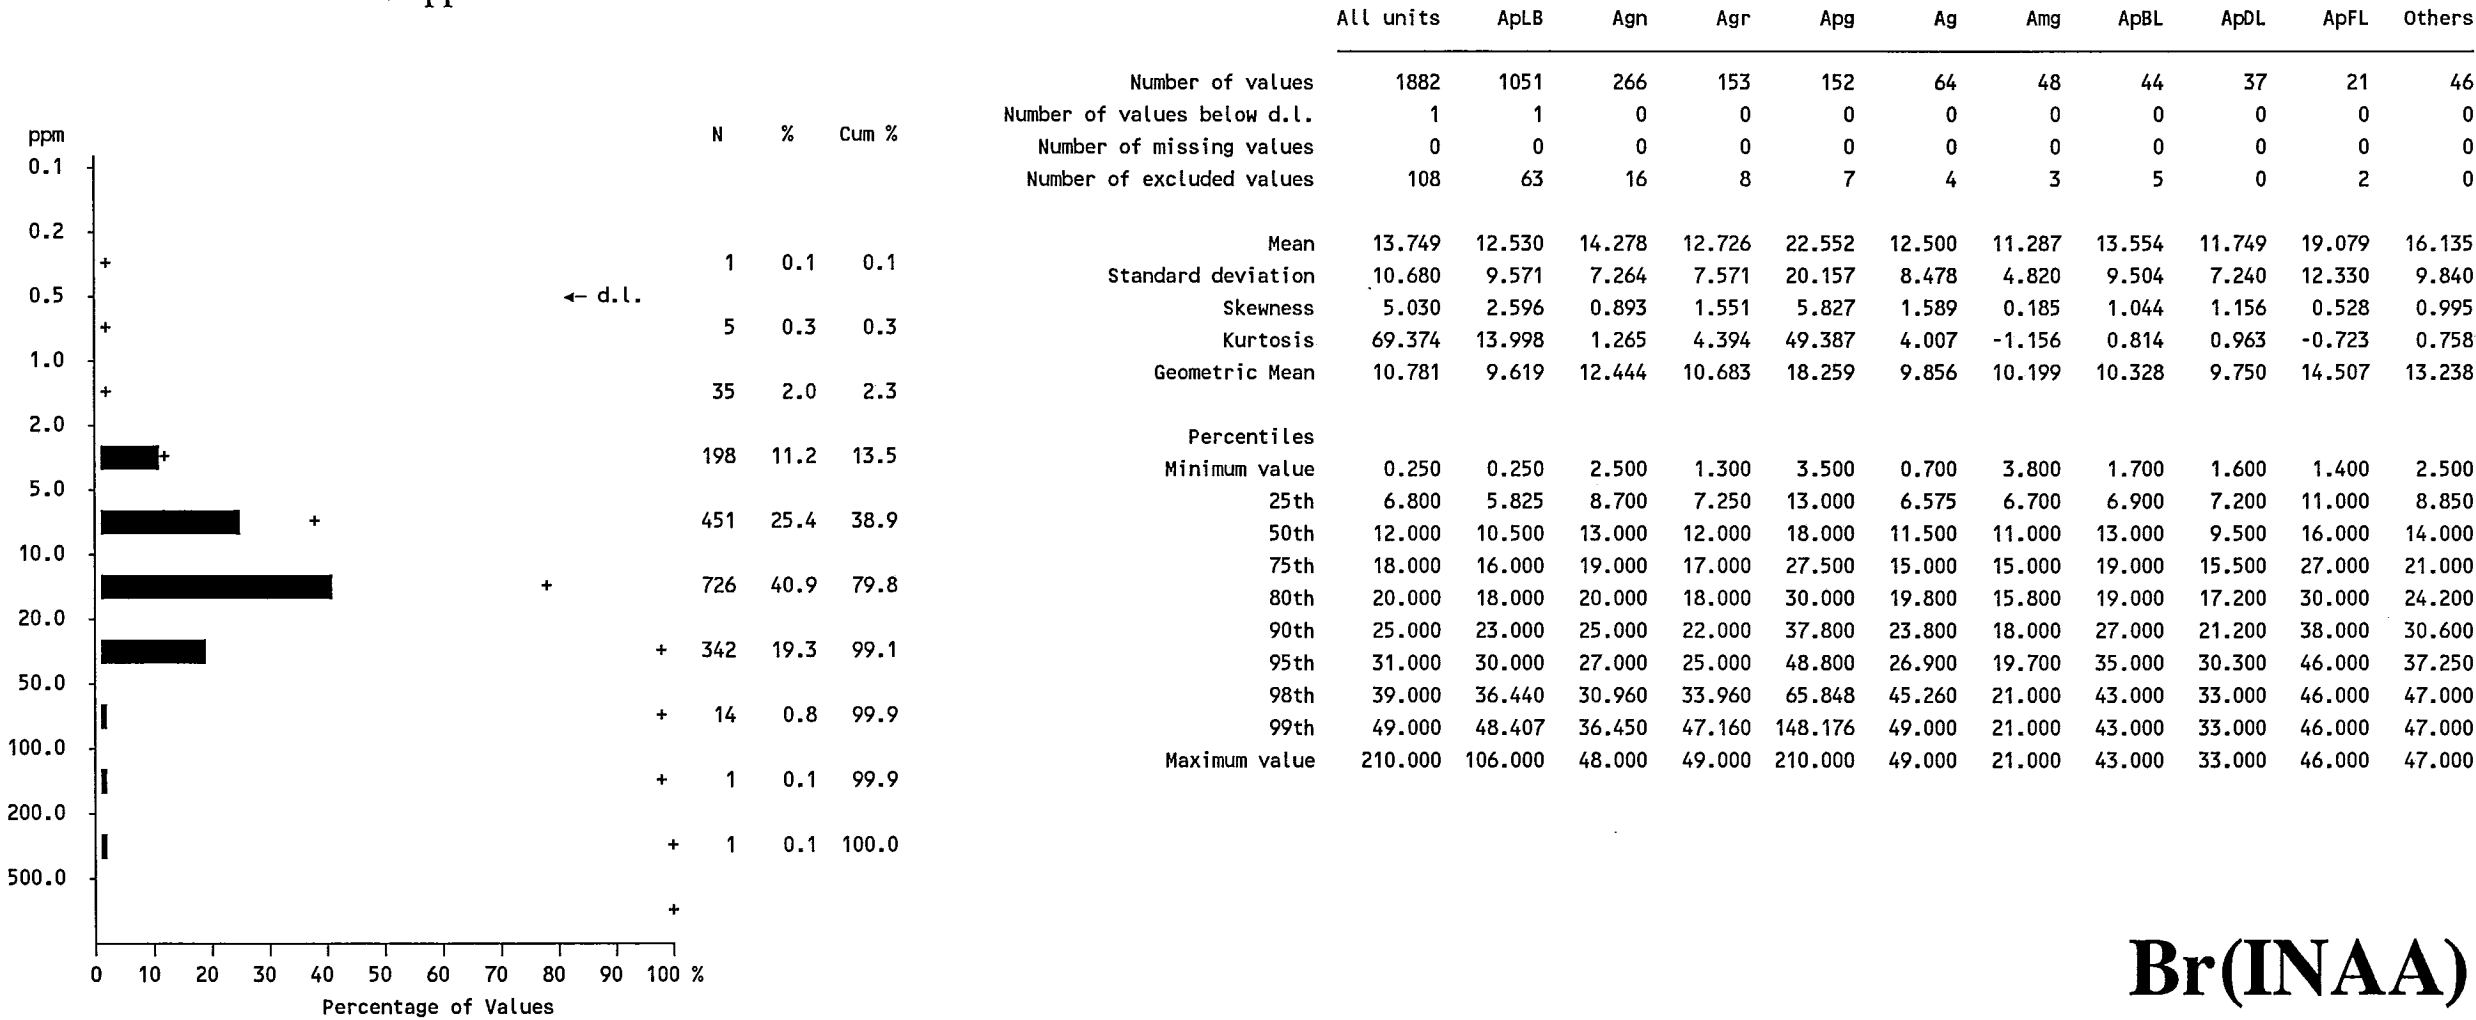 ppm N % Cum %
0.1
0.2
1 0.1 0.1
0.5 ← d.l.
5 0.3 0.3
1.0
35 2.0 2.3
2.0
198 11.2 13.5
5.0
451 25.4 38.9
10.0
726 40.9 79.8
20.0
342 19.3 99.1
50.0
14 0.8 99.9
100.0
1 0.1 99.9
200.0
1 0.1 100.0
500.0
0 10 20 30 40 50 60 70 80 90 100 %
Percentage of Values
All units ApLB Agn Agr Apg Ag Amg ApBL ApDL ApFL Others
Number of values 1882 1051 266 153 152 64 48 44 37 21 46
Number of values below d.l. 1 1 0 0 0 0 0 0 0 0 0
Number of missing values 0 0 0 0 0 0 0 0 0 0 0
Number of excluded values 108 63 16 8 7 4 3 5 0 2 0
Mean 13.749 12.530 14.278 12.726 22.552 12.500 11.287 13.554 11.749 19.079 16.135
Standard deviation 10.680 9.571 7.264 7.571 20.157 8.478 4.820 9.504 7.240 12.330 9.840
Skewness 5.030 2.596 0.893 1.551 5.827 1.589 0.185 1.044 1.156 0.528 0.995
Kurtosis 69.374 13.998 1.265 4.394 49.387 4.007 -1.156 0.814 0.963 -0.723 0.758
Geometric Mean 10.781 9.619 12.444 10.683 18.259 9.856 10.199 10.328 9.750 14.507 13.238
Percentiles
Minimum value 0.250 0.250 2.500 1.300 3.500 0.700 3.800 1.700 1.600 1.400 2.500
25th 6.800 5.825 8.700 7.250 13.000 6.575 6.700 6.900 7.200 11.000 8.850
50th 12.000 10.500 13.000 12.000 18.000 11.500 11.000 13.000 9.500 16.000 14.000
75th 18.000 16.000 19.000 17.000 27.500 15.000 15.000 19.000 15.500 27.000 21.000
80th 20.000 18.000 20.000 18.000 30.000 19.800 15.800 19.000 17.200 30.000 24.200
90th 25.000 23.000 25.000 22.000 37.800 23.800 18.000 27.000 21.200 38.000 30.600
95th 31.000 30.000 27.000 25.000 48.800 26.900 19.700 35.000 30.300 46.000 37.250
98th 39.000 36.440 30.960 33.960 65.848 45.260 21.000 43.000 33.000 46.000 47.000
99th 49.000 48.407 36.450 47.160 148.176 49.000 21.000 43.000 33.000 46.000 47.000
Maximum value 210.000 106.000 48.000 49.000 210.000 49.000 21.000 43.000 33.000 46.000 47.000
Br(INAA)